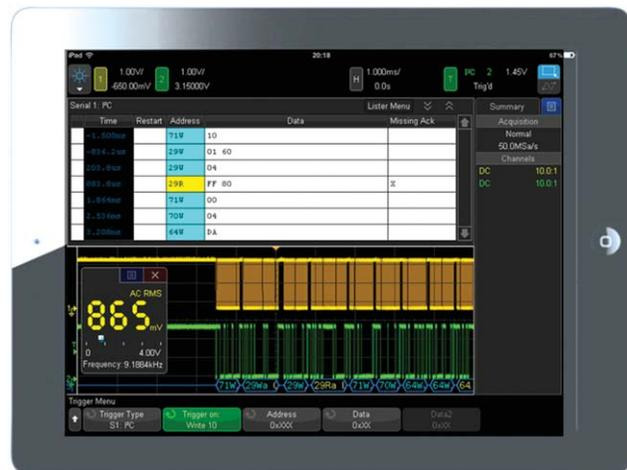 iPad 20:18 67%
1 1.00V/ -650.00mV 2 1.00V/ 3.15000V H 1.000ms/ 0.0s T I²C 2 1.45V Trig'd
Serial 1: I²C Lister Menu Summary
Time Restart Address Data Missing Ack Acquisition
-1.500ms 71W 10 Normal
-834.2us 29W 01 60 50.0MSa/s
203.8us 29W 04 Channels
883.8us 29R FF 80 X DC 10.0:1
1.864ms 71W 00 DC 10.0:1
2.536ms 70W 04
3.208ms 64W DA
AC RMS
865 mV
0 4.00V
Frequency: 9.1884kHz
71W 29Wa 29W 29Ra 71W 70W 64W 64W 64
Trigger Menu
Trigger Type Trigger on: Address Data Data2
S1: I²C Write 10 0xXX 0xXX 0xXX